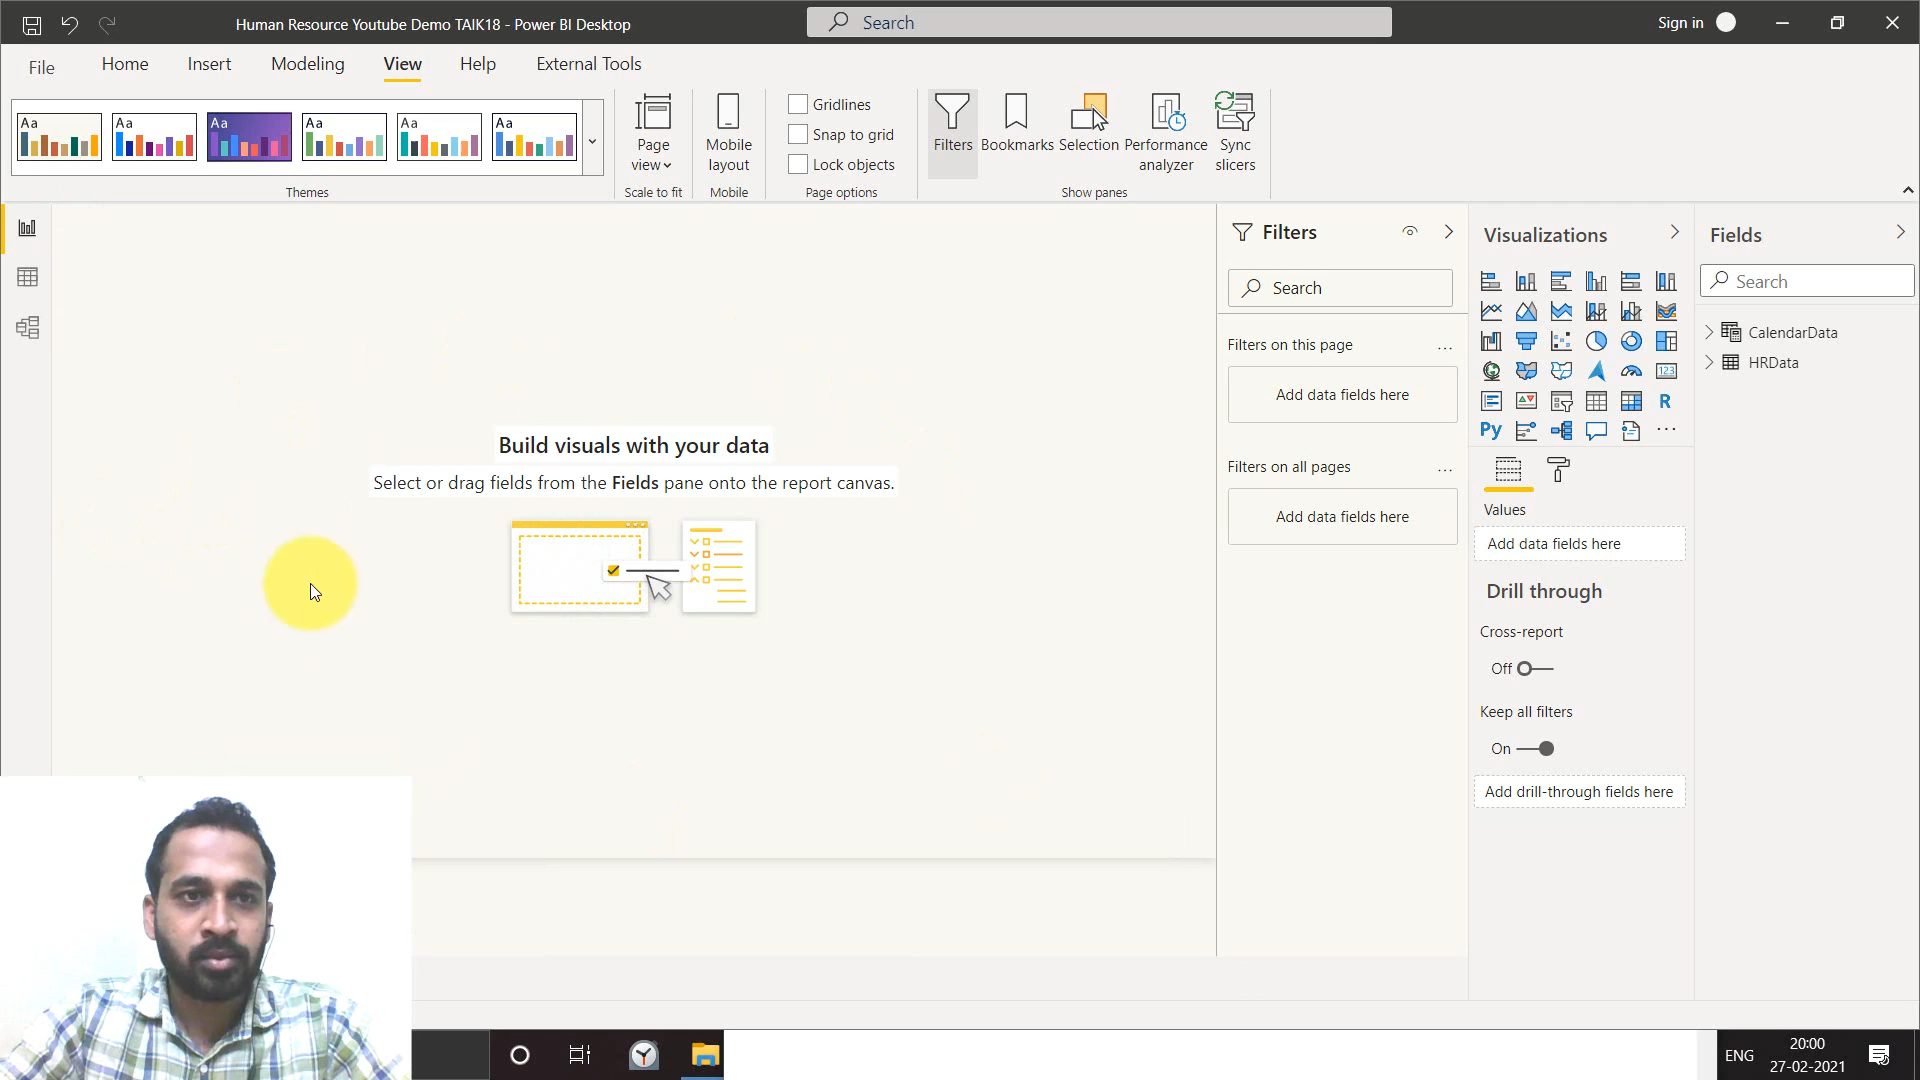 Human Resource Youtube Demo TAIK18 - Power BI Desktop
Search
Sign in
File
Home
Insert
Modeling
View
Help
External Tools
Aa
Aa
Aa
Aa
Aa
Aa
Themes
Page
view
Scale to fit
Mobile
layout
Mobile
Gridlines
Snap to grid
Lock objects
Page options
Filters
Bookmarks
Selection
Performance
analyzer
Sync
slicers
Show panes
Build visuals with your data
Select or drag fields from the Fields pane onto the report canvas.
Filters
Search
Filters on this page
...
Add data fields here
Filters on all pages
...
Add data fields here
Visualizations
123
R
Py
...
Values
Add data fields here
Drill through
Cross-report
Off
Keep all filters
On
Add drill-through fields here
Fields
Search
CalendarData
HRData
ENG
20:00
27-02-2021